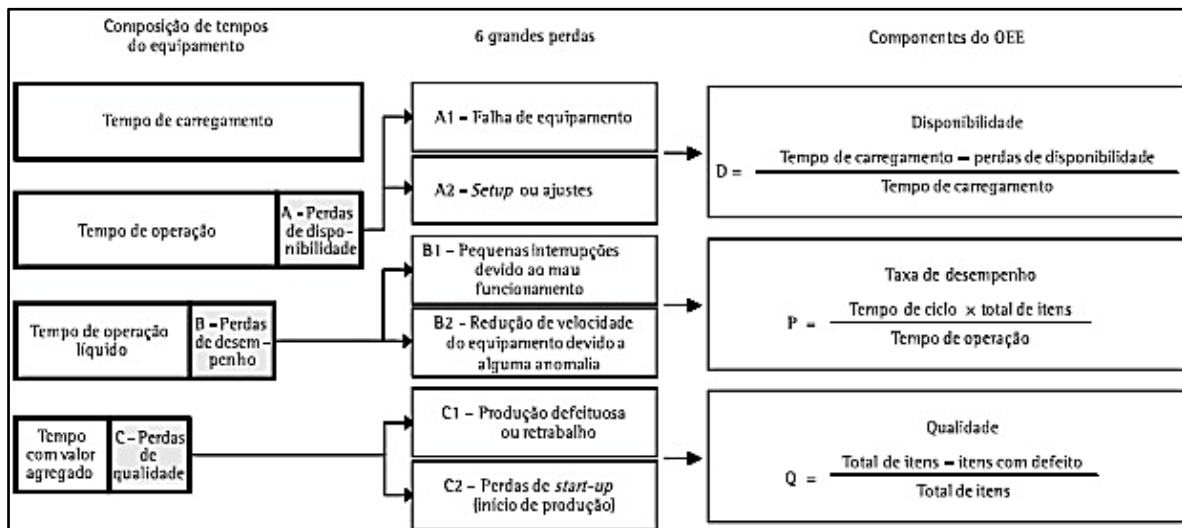 Composição de tempos
do equipamento
6 grandes perdas
Componentes do OEE
Tempo de carregamento
Tempo de operação
A – Perdas
de dispo-
nibilidade
Tempo de operação
líquido
B – Perdas
de desem-
penho
Tempo
com valor
agregado
C – Perdas
de
qualidade
A1 – Falha de equipamento
A2 – Setup ou ajustes
B1 – Pequenas interrupções
devido ao mau
funcionamento
B2 – Redução de velocidade
do equipamento devido a
alguma anomalia
C1 – Produção defeituosa
ou retrabalho
C2 – Perdas de start-up
(início de produção)
Disponibilidade
D = Tempo de carregamento – perdas de disponibilidade
Tempo de carregamento
Taxa de desempenho
P = Tempo de ciclo × total de itens
Tempo de operação
Qualidade
Q = Total de itens – itens com defeito
Total de itens